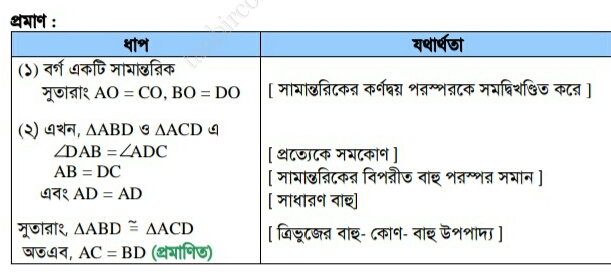 প্রমাণ :
ধাপ
যথার্থতা
(১) বর্গ একটি সামান্তরিক
সুতারাং AO = CO, BO = DO
[ সামান্তরিকের কর্ণদ্বয় পরস্পরকে সমদ্বিখণ্ডিত করে ]
(২) এখন, ΔABD ও ΔACD এ
∠DAB = ∠ADC
[ প্রত্যেকে সমকোণ ]
AB = DC
[ সামান্তরিকের বিপরীত বাহু পরস্পর সমান ]
এবং AD = AD
[ সাধারণ বাহু]
সুতারাং, ΔABD ≅ ΔACD
[ ত্রিভুজের বাহু- কোণ- বাহু উপপাদ্য ]
অতএব, AC = BD (প্রমাণিত)